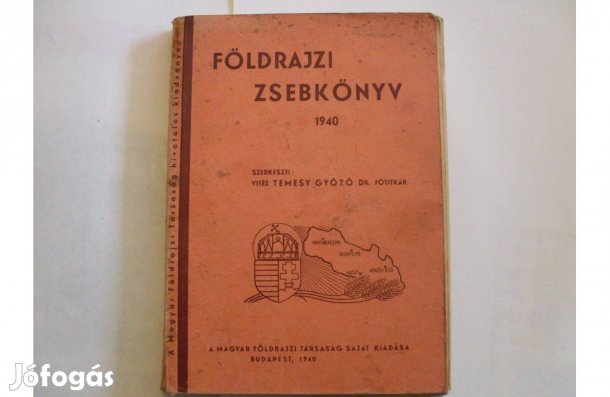 FÖLDRAJZI
ZSEBKÖNYV
1940
SZERKESZTI:
VITÉZ TEMESY GYŐZŐ DR. FŐTITKÁR
A MAGYAR FÖLDRAJZI TÁRSASÁG SAJÁT KIADÁSA
BUDAPEST, 1940
A Magyar Földrajzi Társaság hivatalos kiadványa
Jófogás